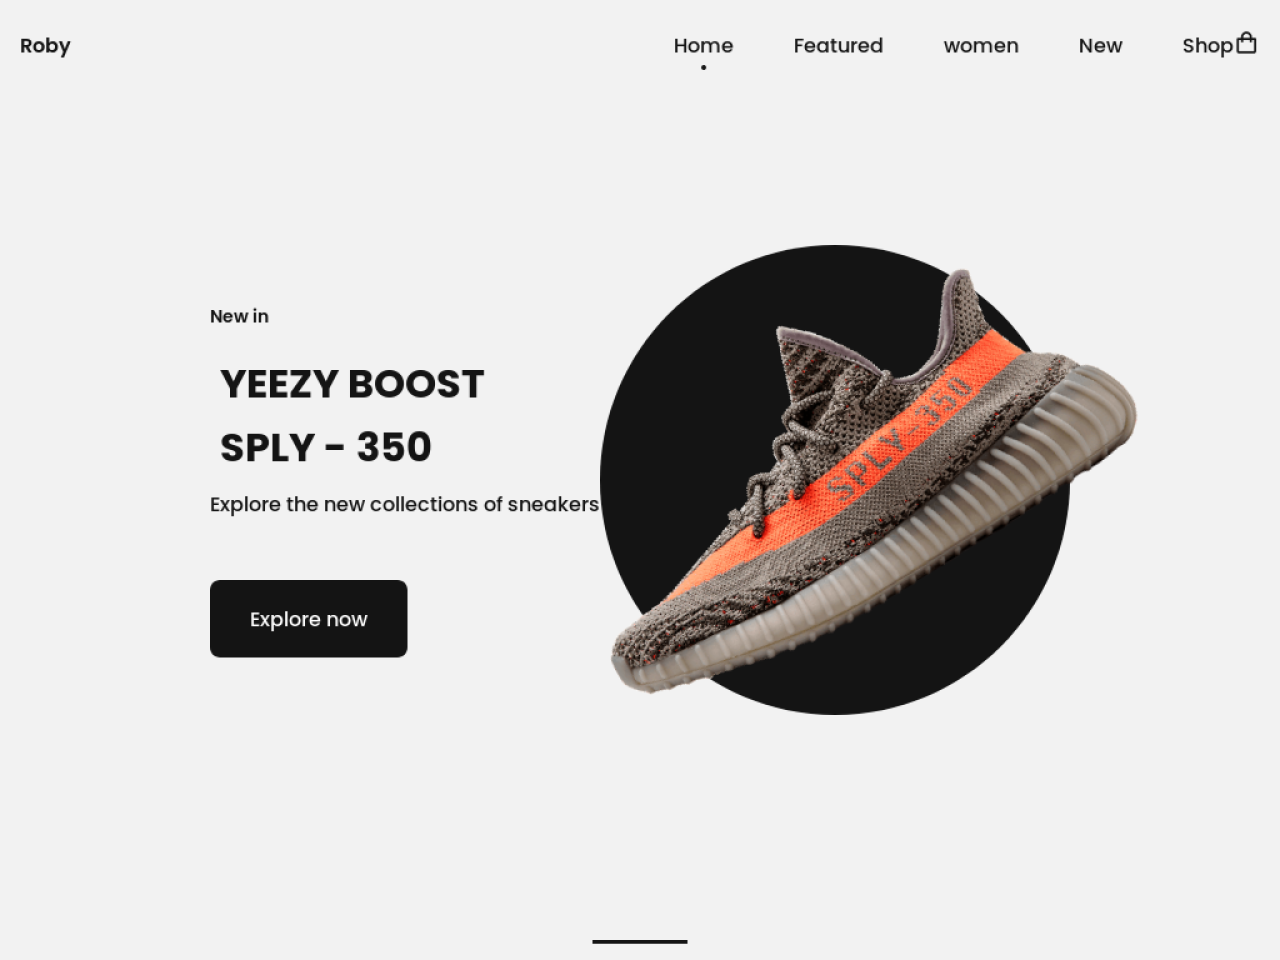 Roby
Home Featured women New Shop
New in
YEEZY BOOST
SPLY - 350
Explore the new collections of sneakers
Explore now
SPLY-350